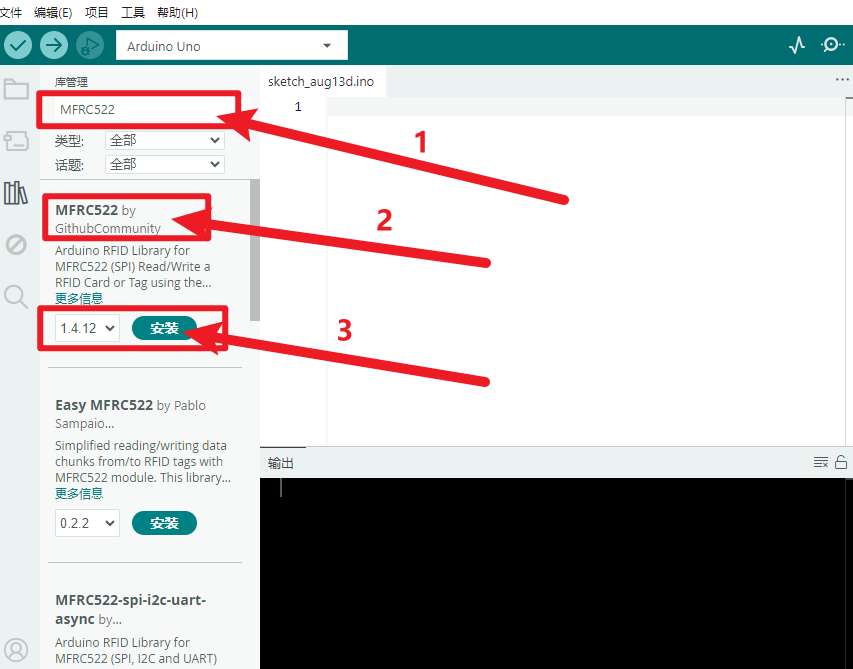 文件 编辑(E) 项目 工具 帮助(H)
Arduino Uno
库管理
MFRC522
类型: 全部
话题: 全部
MFRC522 by
GithubCommunity
Arduino RFID Library for
MFRC522 (SPI) Read/Write a
RFID Card or Tag using the...
更多信息
1.4.12 安装
Easy MFRC522 by Pablo
Sampaio...
Simplified reading/writing data
chunks from/to RFID tags with
MFRC522 module. This library...
更多信息
0.2.2 安装
MFRC522-spi-i2c-uart-
async by...
Arduino RFID Library for
MFRC522 (SPI, I2C and UART)
sketch_aug13d.ino
1
1
2
3
输出